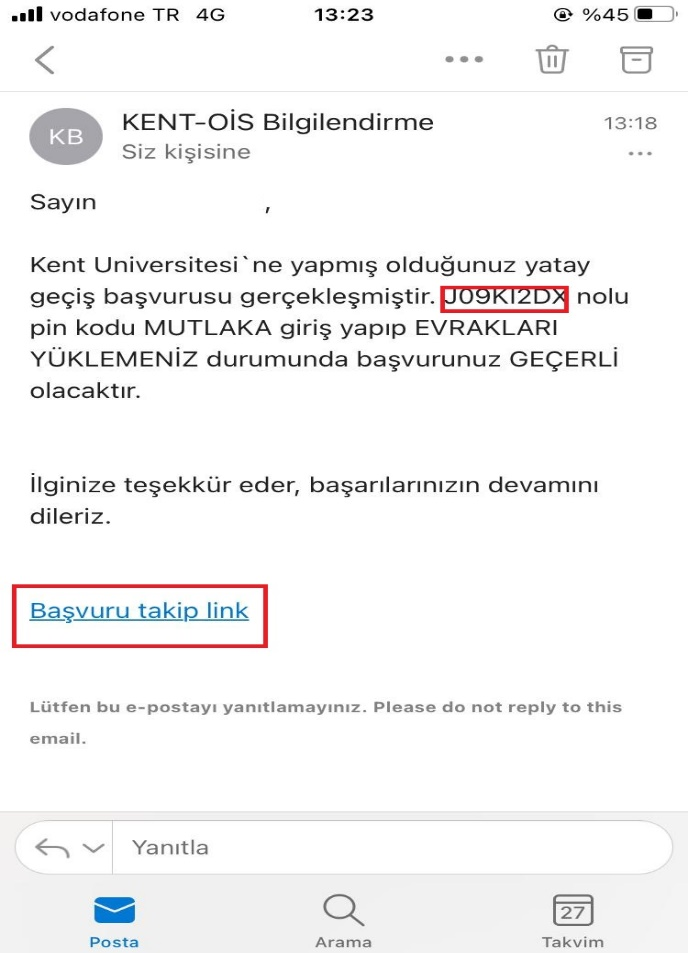 vodafone TR 4G 13:23 %45
KB KENT-OİS Bilgilendirme 13:18
Siz kişisine
Sayın ,
Kent Universitesi`ne yapmış olduğunuz yatay
geçiş başvurusu gerçekleşmiştir. J09KI2DX nolu
pin kodu MUTLAKA giriş yapıp EVRAKLARI
YÜKLEMENİZ durumunda başvurunuz GEÇERLİ
olacaktır.
İlginize teşekkür eder, başarılarınızın devamını
dileriz.
Başvuru takip link
Lütfen bu e-postayı yanıtlamayınız. Please do not reply to this
email.
Yanıtla
27
Posta Arama Takvim